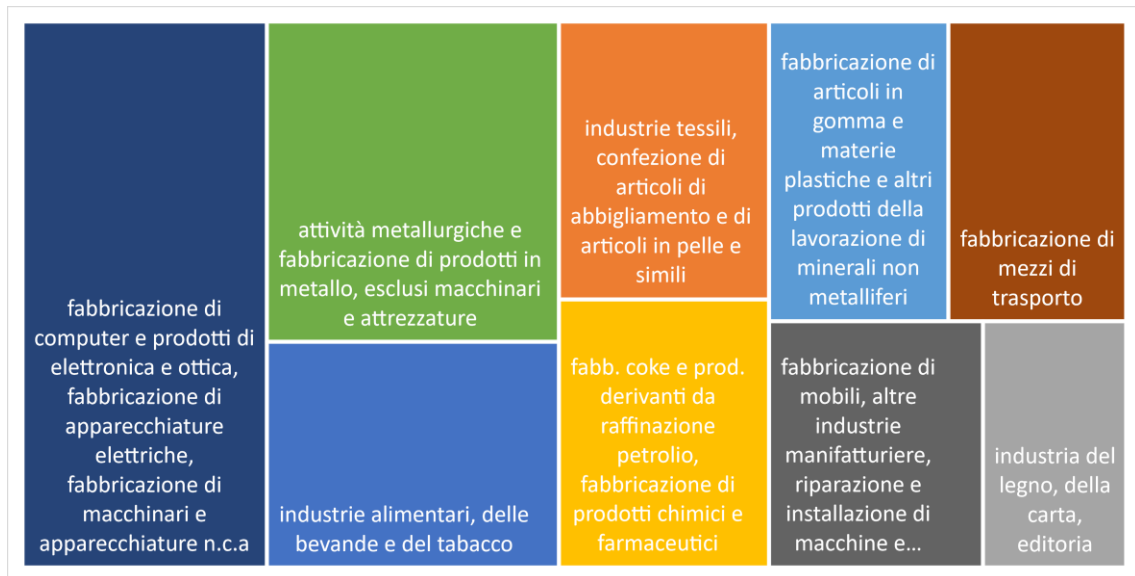 fabbricazione di
computer e prodotti di
elettronica e ottica,
fabbricazione di
apparecchiature
elettriche,
fabbricazione di
macchinari e
apparecchiature n.c.a
attività metallurgiche e
fabbricazione di prodotti in
metallo, esclusi macchinari
e attrezzature
industrie alimentari, delle
bevande e del tabacco
industrie tessili,
confezione di
articoli di
abbigliamento e di
articoli in pelle e
simili
fabb. coke e prod.
derivanti da
raffinazione
petrolio,
fabbricazione di
prodotti chimici e
farmaceutici
fabbricazione di
articoli in
gomma e
materie
plastiche e altri
prodotti della
lavorazione di
minerali non
metalliferi
fabbricazione di
mezzi di
trasporto
fabbricazione di
mobili, altre
industrie
manifatturiere,
riparazione e
installazione di
macchine e...
industria del
legno, della
carta,
editoria